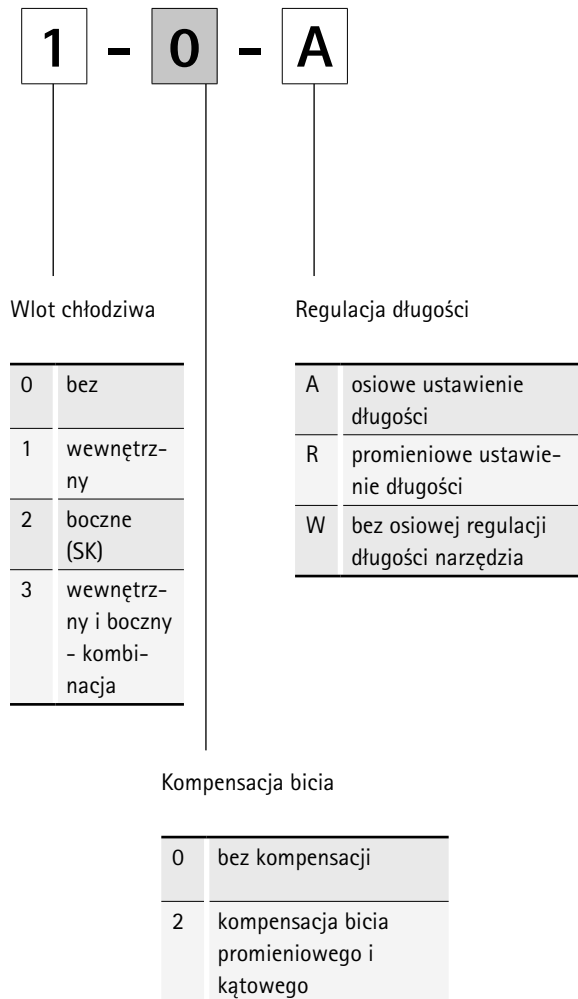 1 - 0 - A
Wlot chłodziwa
0 bez
1 wewnętrz-
ny
2 boczne
(SK)
3 wewnętrz-
ny i boczny
- kombi-
nacja
Regulacja długości
A osiowe ustawienie
długości
R promieniowe ustawie-
nie długości
W bez osiowej regulacji
długości narzędzia
Kompensacja bicia
0 bez kompensacji
2 kompensacja bicia
promieniowego i
kątowego